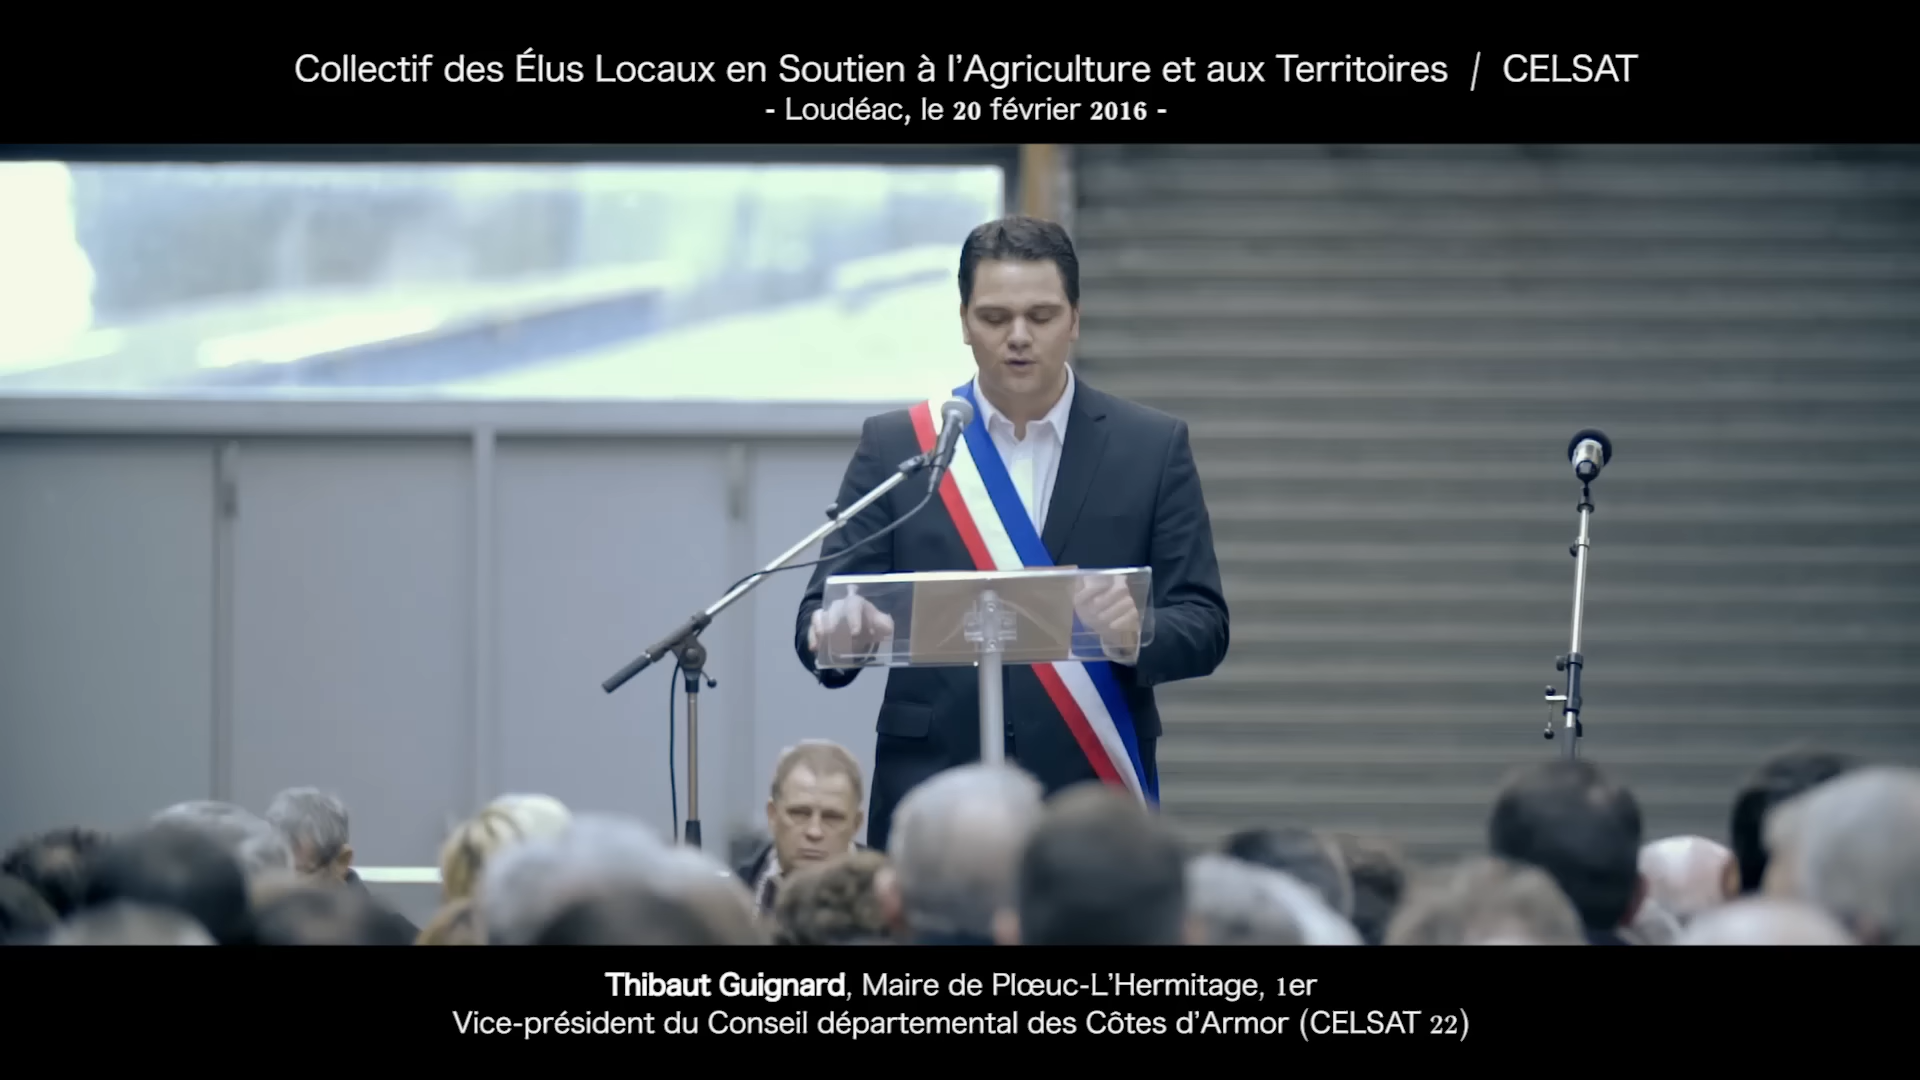 Collectif des Élus Locaux en Soutien à l'Agriculture et aux Territoires / CELSAT
- Loudéac, le 20 février 2016 -
Thibaut Guignard, Maire de Plœuc-L'Hermitage, 1er
Vice-président du Conseil départemental des Côtes d'Armor (CELSAT 22)